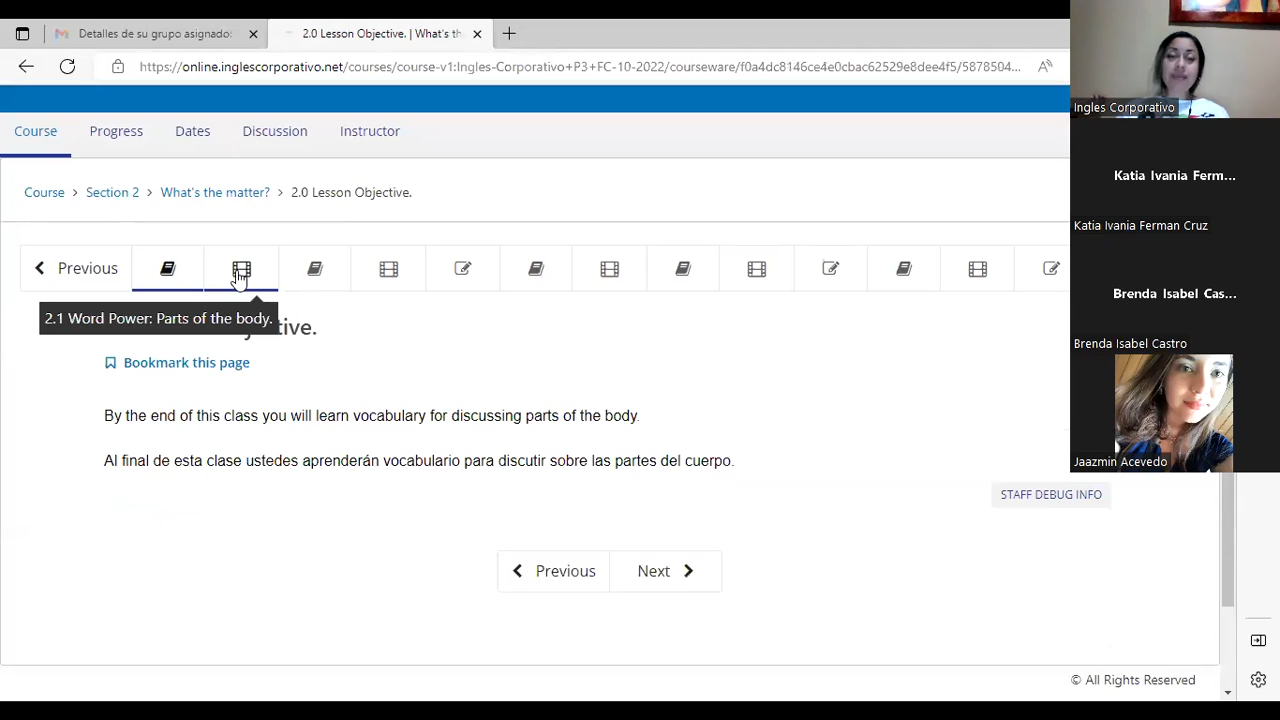 Detalles de su grupo asignado:
2.0 Lesson Objective. | What's th
https://online.inglescorporativo.net/courses/course-v1:Ingles-Corporativo+P3+FC-10-2022/courseware/f0a4dc8146ce4e0cbac62529e8dee4f5/5878504...
Course Progress Dates Discussion Instructor
Course > Section 2 > What's the matter? > 2.0 Lesson Objective.
Previous
2.1 Word Power: Parts of the body.
ctive.
Bookmark this page
By the end of this class you will learn vocabulary for discussing parts of the body.
Al final de esta clase ustedes aprenderán vocabulario para discutir sobre las partes del cuerpo.
STAFF DEBUG INFO
Previous Next
© All Rights Reserved
Ingles Corporativo
Katia Ivania Ferm...
Katia Ivania Ferman Cruz
Brenda Isabel Cas...
Brenda Isabel Castro
Jaazmin Acevedo